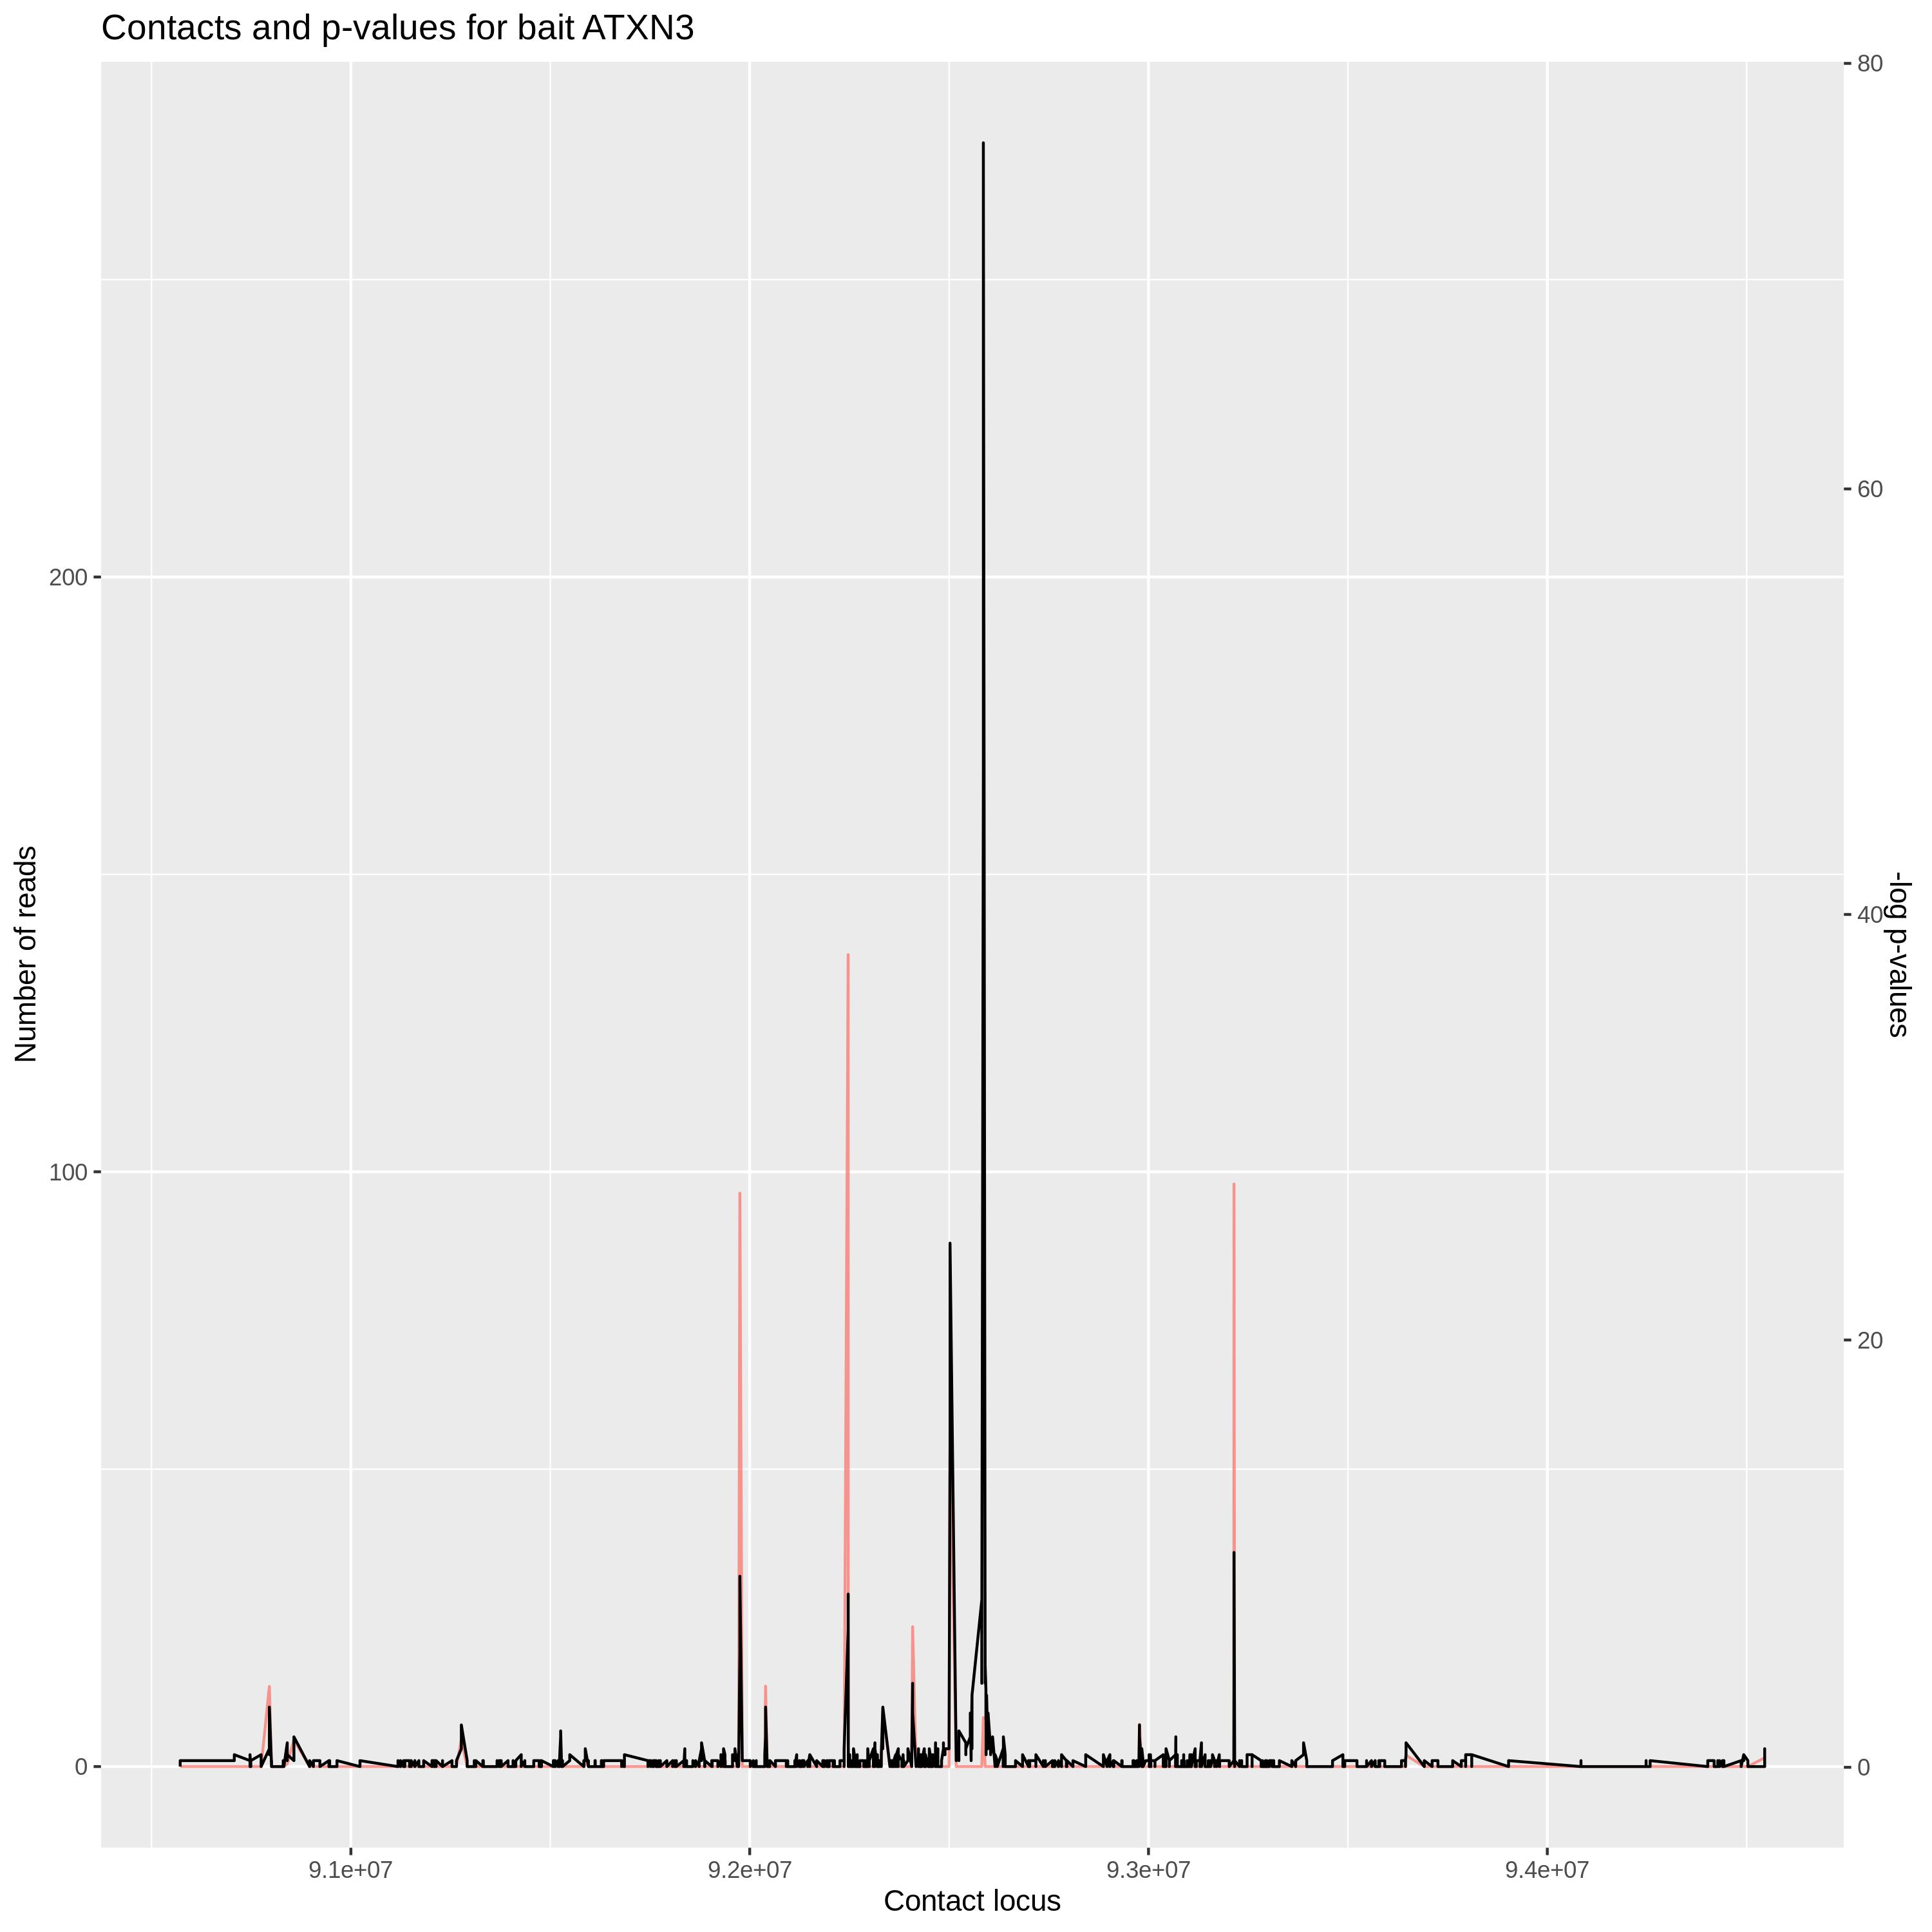 Contacts and p-values for bait ATXN3
80
60
200
40
Number of reads
-log p-values
100
20
0
0
9.1e+07
9.2e+07
9.3e+07
9.4e+07
Contact locus